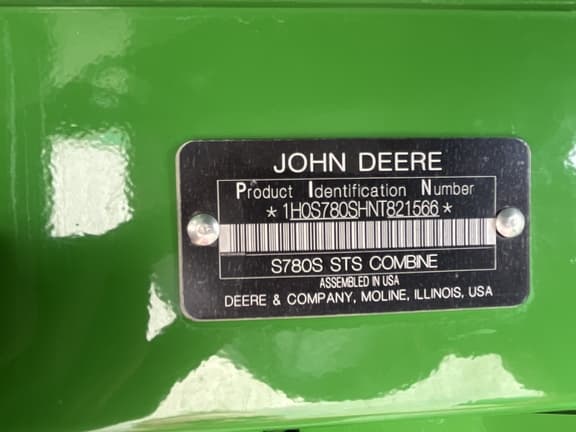 JOHN DEERE
Product Identification Number
*1H0S780SHNT821566*
S780S STS COMBINE
ASSEMBLED IN USA
DEERE & COMPANY, MOLINE, ILLINOIS, USA